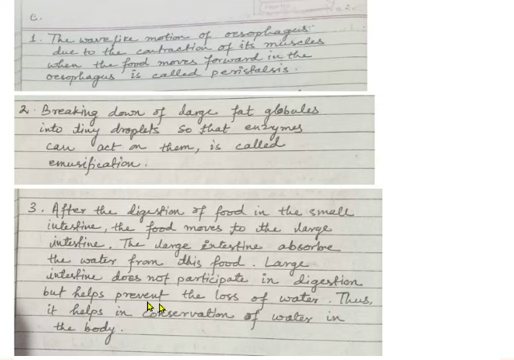 c.
1. The wavefire motion of oesophagus
due to the contraction of its muscles
when the food moves forward in the
oesophagus is called peristalsis.
2. Breaking down of large fat globules
into tiny droplets so that enzymes
can act on them, is called
emusification.
3. After the digestion of food in the small
intestine, the food moves to the large
intestine. The large intestine absorbe
the water from this food. Large
intestine does not participate in digestion
but helps prevent the loss of water. Thus,
it helps in conservation of water in
the body.